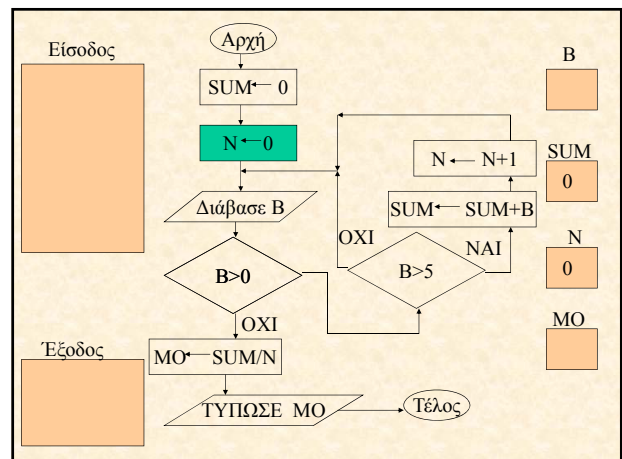 Αρχή
Είσοδος
B
SUM ← 0
N ← 0
N ← N+1
SUM
0
Διάβασε B
SUM ← SUM+B
ΟΧΙ
ΝΑΙ
N
0
B>0
B>5
ΟΧΙ
MO
Έξοδος
MO ← SUM/N
ΤΥΠΩΣΕ MO
Τέλος